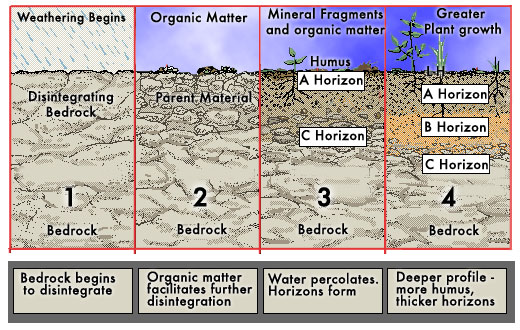 Weathering Begins
Disintegrating
Bedrock
1
Bedrock
Organic Matter
Parent Material
2
Bedrock
Mineral Fragments
and organic matter
Humus
A Horizon
C Horizon
3
Bedrock
Greater
Plant growth
A Horizon
B Horizon
C Horizon
4
Bedrock
Bedrock begins
to disintegrate
Organic matter
facilitates further
disintegration
Water percolates.
Horizons form
Deeper profile -
more humus,
thicker horizons